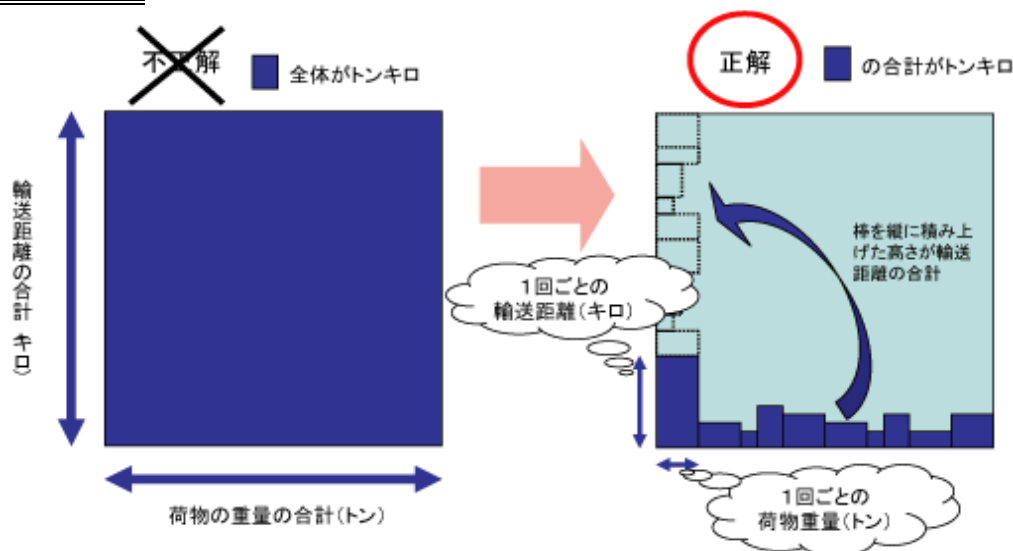 不正解
全体がトンキロ
輸送距離の合計 キロ）
荷物の重量の合計（トン）
正解
の合計がトンキロ
棒を縦に積み上
げた高さが輸送
距離の合計
１回ごとの
輸送距離（キロ）
１回ごとの
荷物重量（トン）